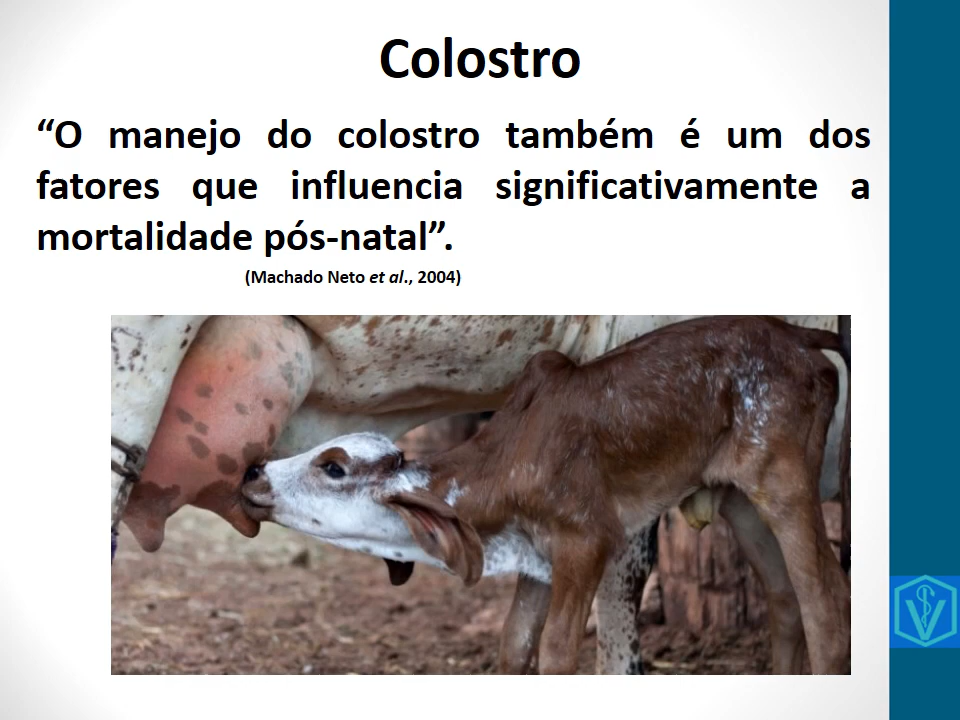 Colostro
“O manejo do colostro também é um dos
fatores que influencia significativamente a
mortalidade pós-natal”.
(Machado Neto et al., 2004)